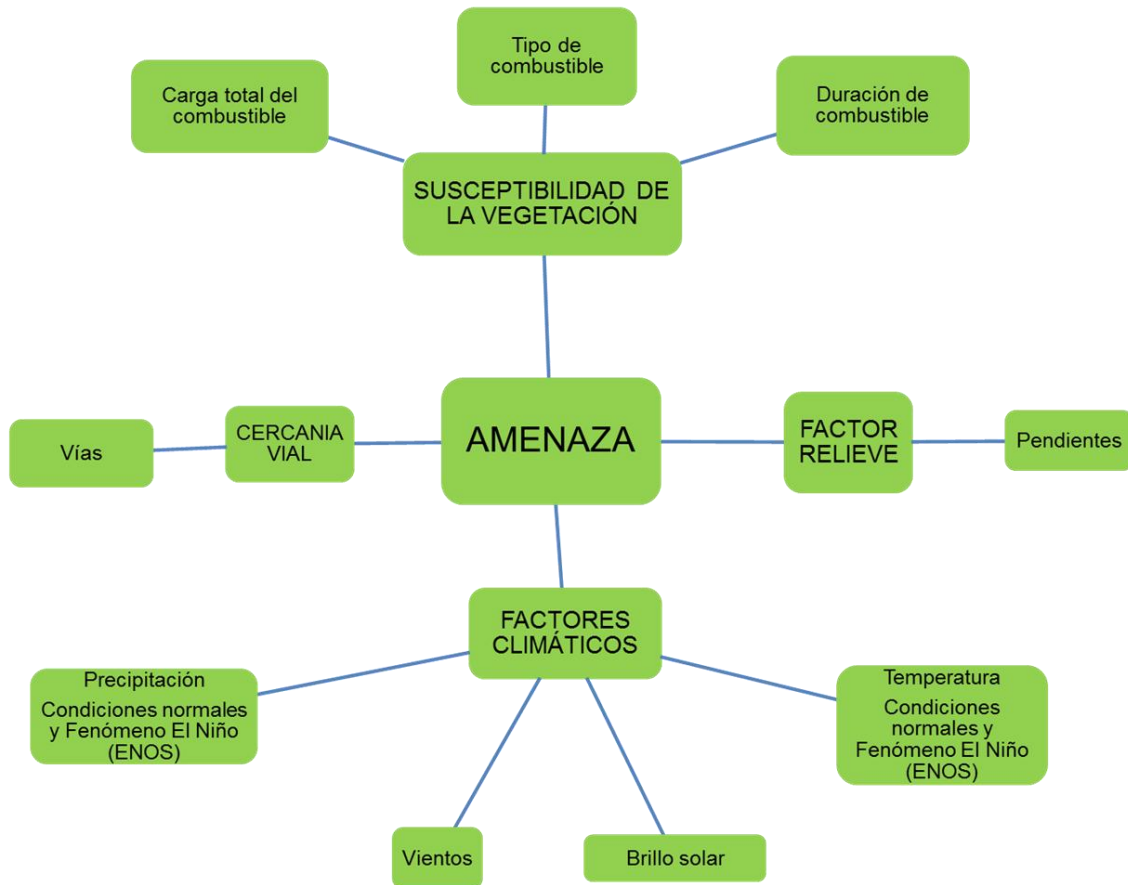 Tipo de
combustible
Carga total del
combustible
Duración de
combustible
SUSCEPTIBILIDAD DE
LA VEGETACIÓN
Vías
CERCANIA
VIAL
AMENAZA
FACTOR
RELIEVE
Pendientes
FACTORES
CLIMÁTICOS
Precipitación
Condiciones normales
y Fenómeno El Niño
(ENOS)
Temperatura
Condiciones
normales y
Fenómeno El Niño
(ENOS)
Vientos
Brillo solar